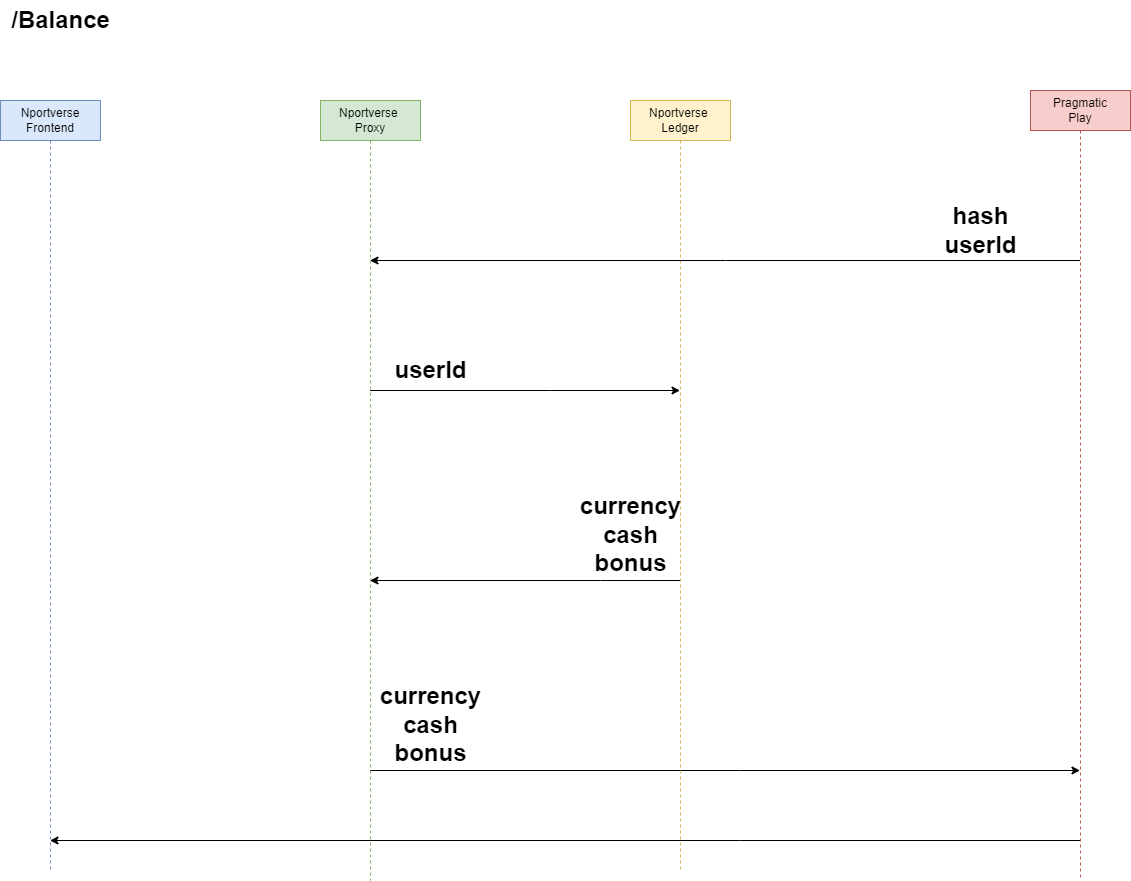 /Balance
Nportverse
Frontend
Nportverse
Proxy
Nportverse
Ledger
Pragmatic
Play
hash
userId
userId
currency
cash
bonus
currency
cash
bonus